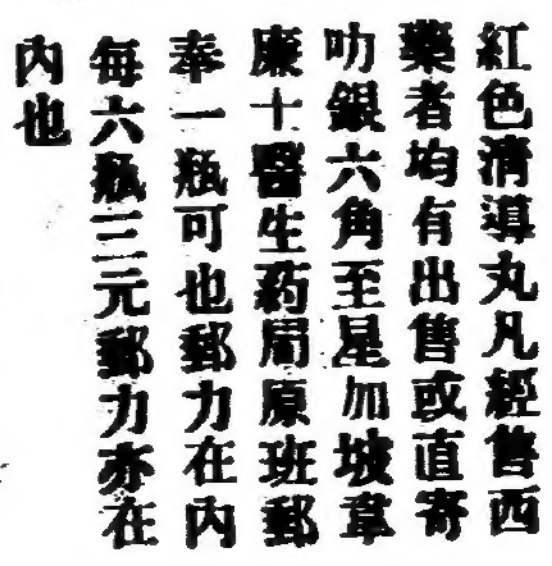 紅色清導丸凡經售西
藥者均有出售或直寄
叻銀六角至星加坡韋
廉十醫生葯局原班郵
奉一瓶可也郵力在內
每六瓶三元郵力亦在
內也